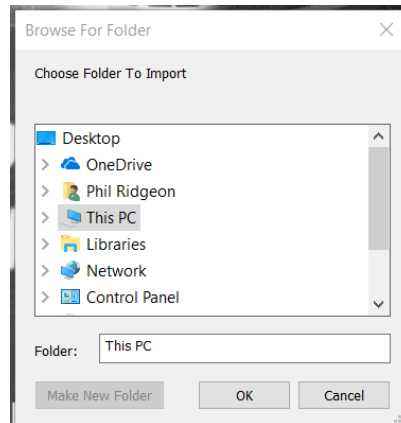 Browse For Folder
Choose Folder To Import
Desktop
OneDrive
Phil Ridgeon
This PC
Libraries
Network
Control Panel
Folder: This PC
Make New Folder OK Cancel